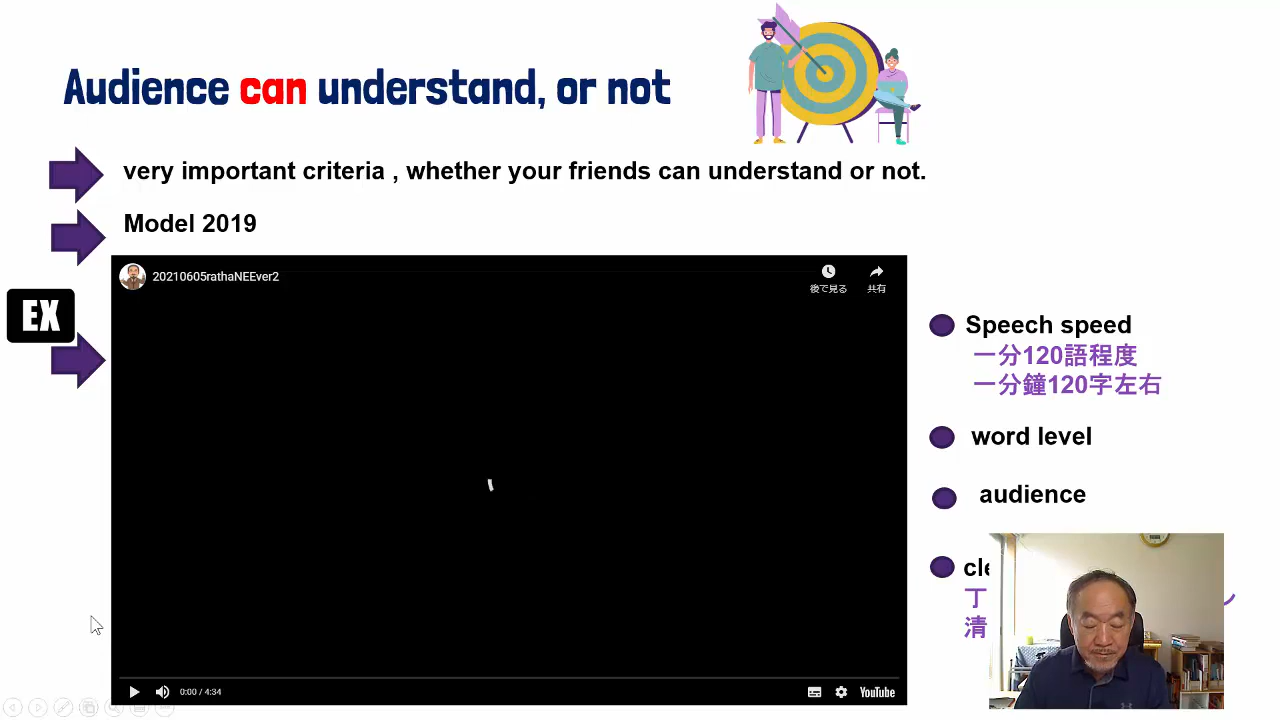 Audience can understand, or not
very important criteria , whether your friends can understand or not.
Model 2019
20210605rathaNEEver2
後で見る
共有
EX
Speech speed
一分120語程度
一分鐘120字左右
word level
audience
cle
丁
清
0:00 / 4:34
YouTube